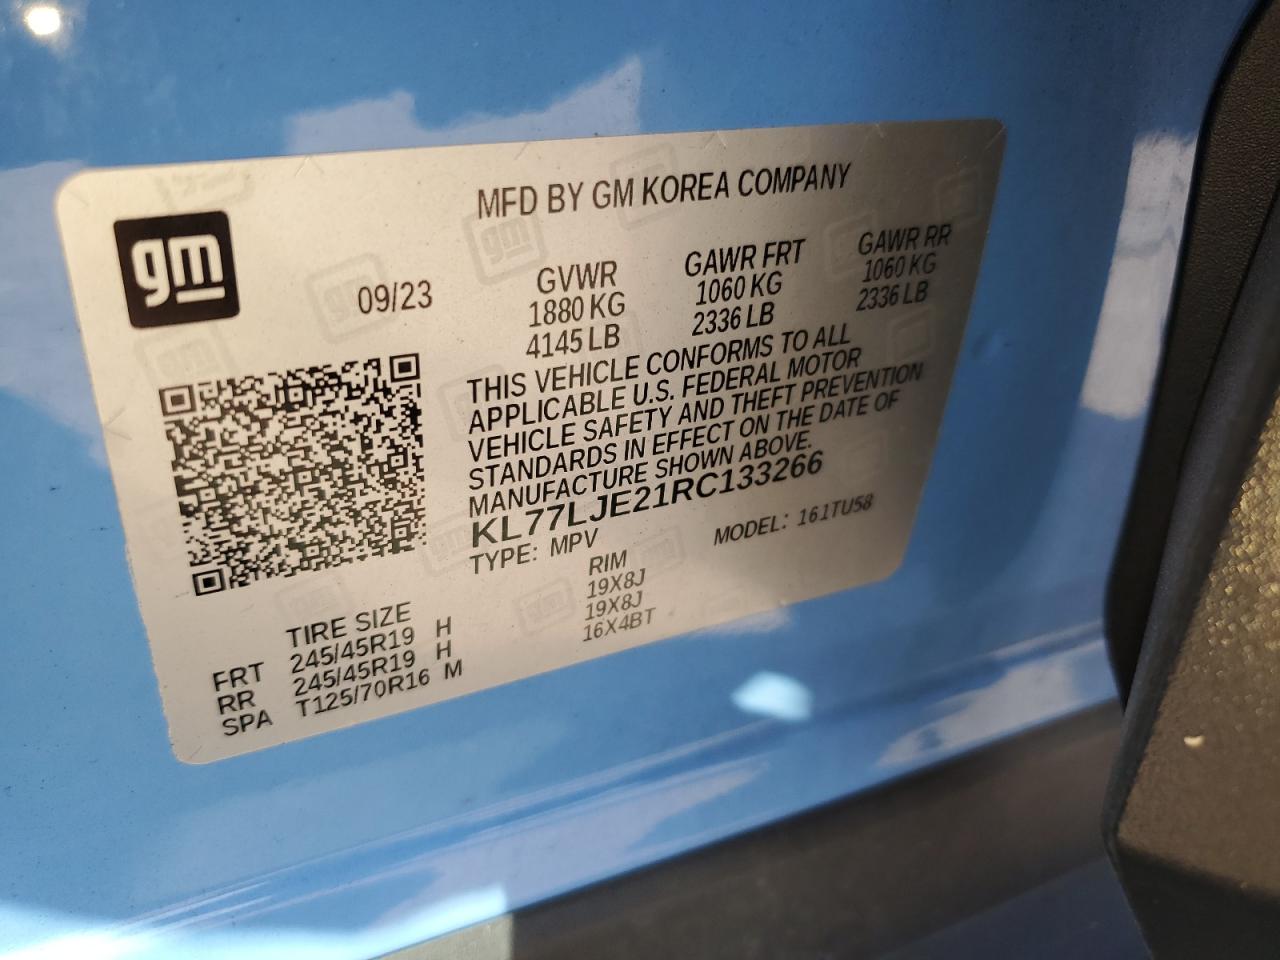 MFD BY GM KOREA COMPANY
gm
09/23
GVWR GAWR FRT GAWR RR
1880 KG 1060 KG 1060 KG
4145 LB 2336 LB 2336 LB
THIS VEHICLE CONFORMS TO ALL
APPLICABLE U.S. FEDERAL MOTOR
VEHICLE SAFETY AND THEFT PREVENTION
STANDARDS IN EFFECT ON THE DATE OF
MANUFACTURE SHOWN ABOVE.
KL77LJE21RC133266
TYPE: MPV MODEL: 161TU58
TIRE SIZE RIM
FRT 245/45R19 H 19X8J
RR 245/45R19 H 19X8J
SPA T125/70R16 M 16X4BT